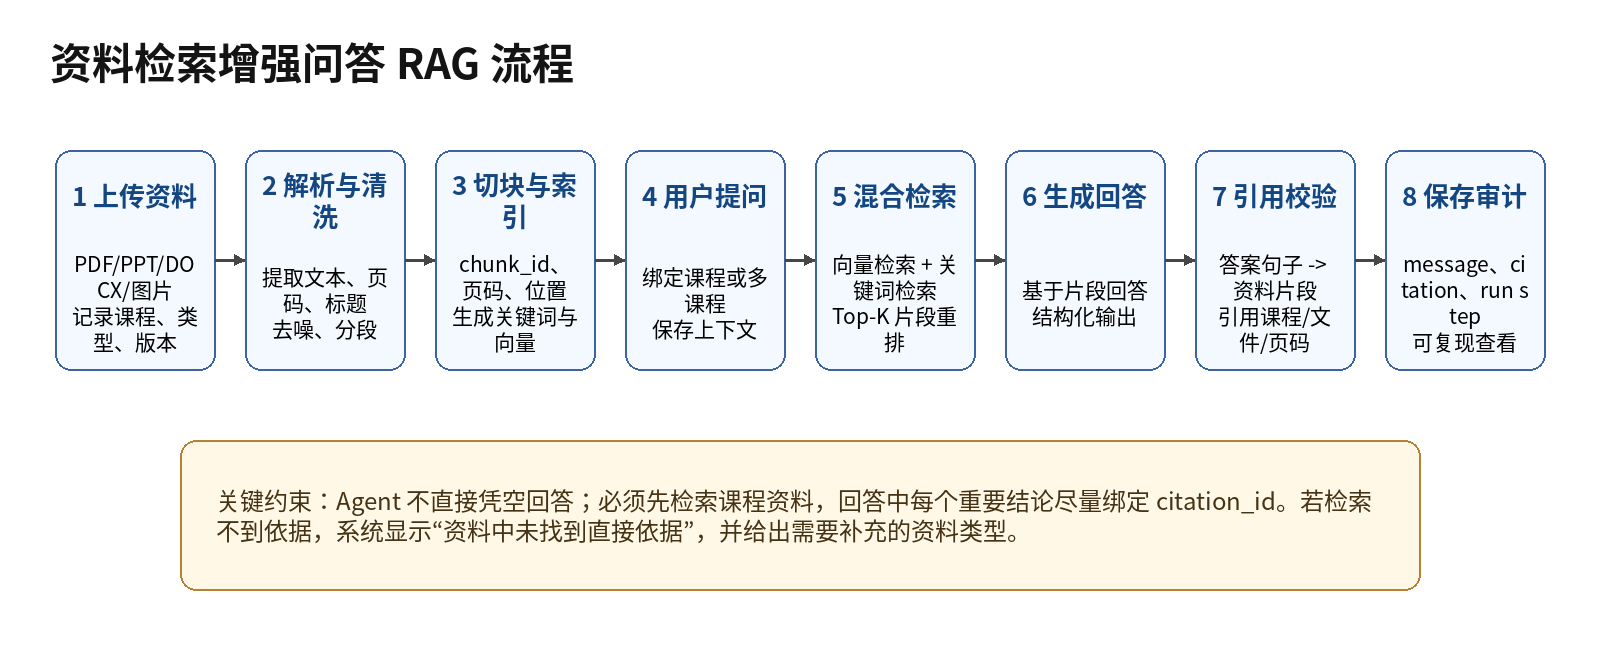 资料检索增强问答 RAG 流程
1 上传资料
PDF/PPT/DO
CX/图片
记录课程、类
型、版本
2 解析与清
洗
提取文本、页
码、标题
去噪、分段
3 切块与索
引
chunk_id、
页码、位置
生成关键词与
向量
4 用户提问
绑定课程或多
课程
保存上下文
5 混合检索
向量检索 + 关
键词检索
Top-K 片段重
排
6 生成回答
基于片段回答
结构化输出
7 引用校验
答案句子 ->
资料片段
引用课程/文
件/页码
8 保存审计
message、ci
tation、run s
tep
可复现查看
关键约束：Agent 不直接凭空回答；必须先检索课程资料，回答中每个重要结论尽量绑定 citation_id。若检索
不到依据，系统显示“资料中未找到直接依据”，并给出需要补充的资料类型。